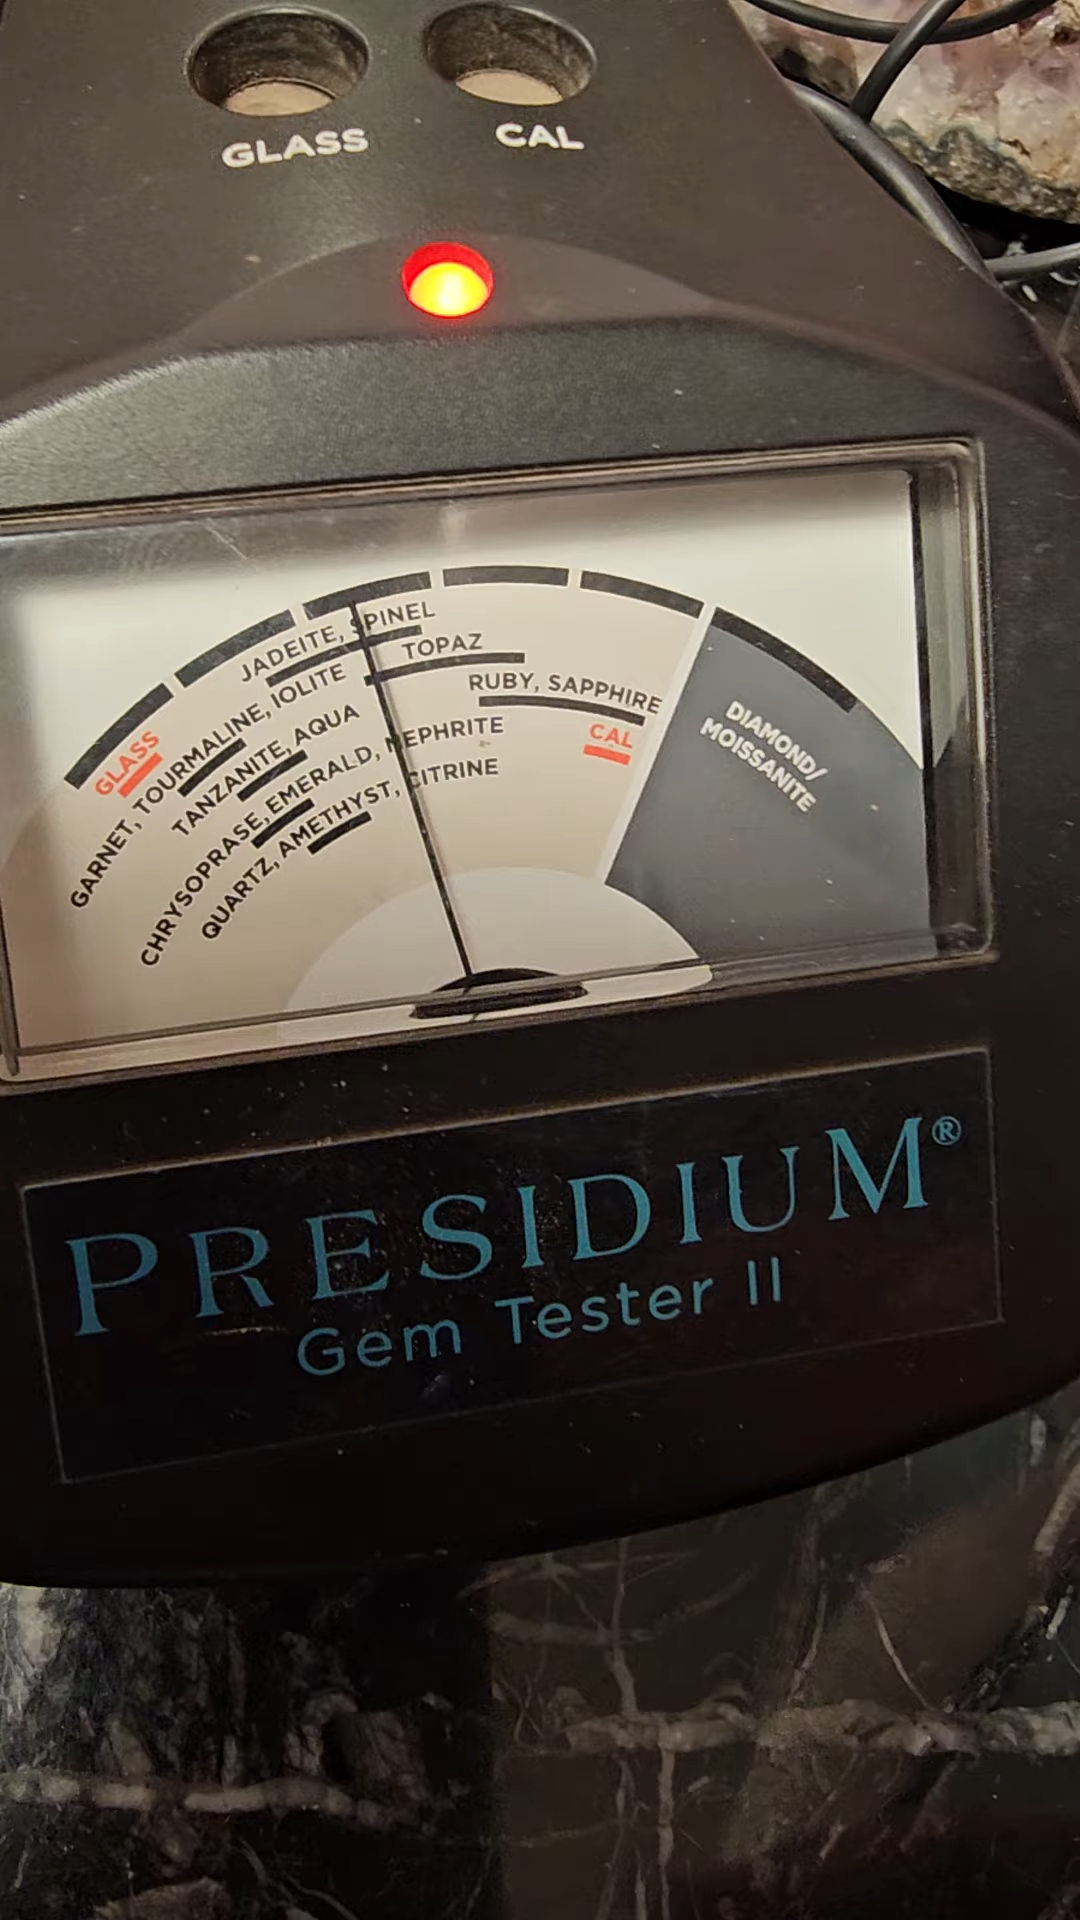 GLASS
CAL
JADEITE, SPINEL
TOPAZ
RUBY, SAPPHIRE
CAL
GLASS
GARNET, TOURMALINE, IOLITE
TANZANITE, AQUA
CHRYSOPRASE, EMERALD, NEPHRITE
QUARTZ, AMETHYST, CITRINE
DIAMOND/
MOISSANITE
PRESIDIUM®
Gem Tester II